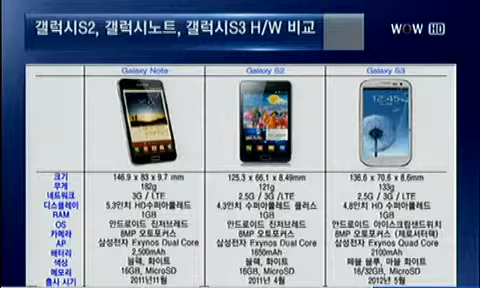 갤럭시S2, 갤럭시노트, 갤럭시S3 H/W 비교
WOW HD
Galaxy Note Galaxy S2 Galaxy S3
크기 146.9 x 83 x 9.7 mm 125.3 x 66.1 x 8.49mm 136.6 x 70.6 x 8.6mm
무게 182g 121g 133g
네트워크 3G / LTE 2.5G / 3G /LTE 2.5G / 3G /LTE
디스플레이 5.3인치 HD수퍼아몰레드 4.3인치 수퍼아몰레드 플러스 4.8인치 HD 수퍼아몰레드
RAM 1GB 1GB 1GB
OS 안드로이드 진저브레드 안드로이드 진저브레드 안드로이드 아이스크림샌드위치
카메라 8MP 오토포커스 8MP 오토포커스 8MP 오토포커스 (제로셔터랙)
AP 삼성전자 Exynos Dual Core 삼성전자 Exynos Dual Core 삼성전자 Exynos Quad Core
배터리 2,500mAh 1650mAh 2100mAh
색상 블랙, 화이트 블랙, 화이트 페블 블루, 마블 화이트
메모리 16GB, MicroSD 16GB, MicroSD 16/32GB, MicroSD
출시 시기 2011년11월 2011년 4월 2012년 5월